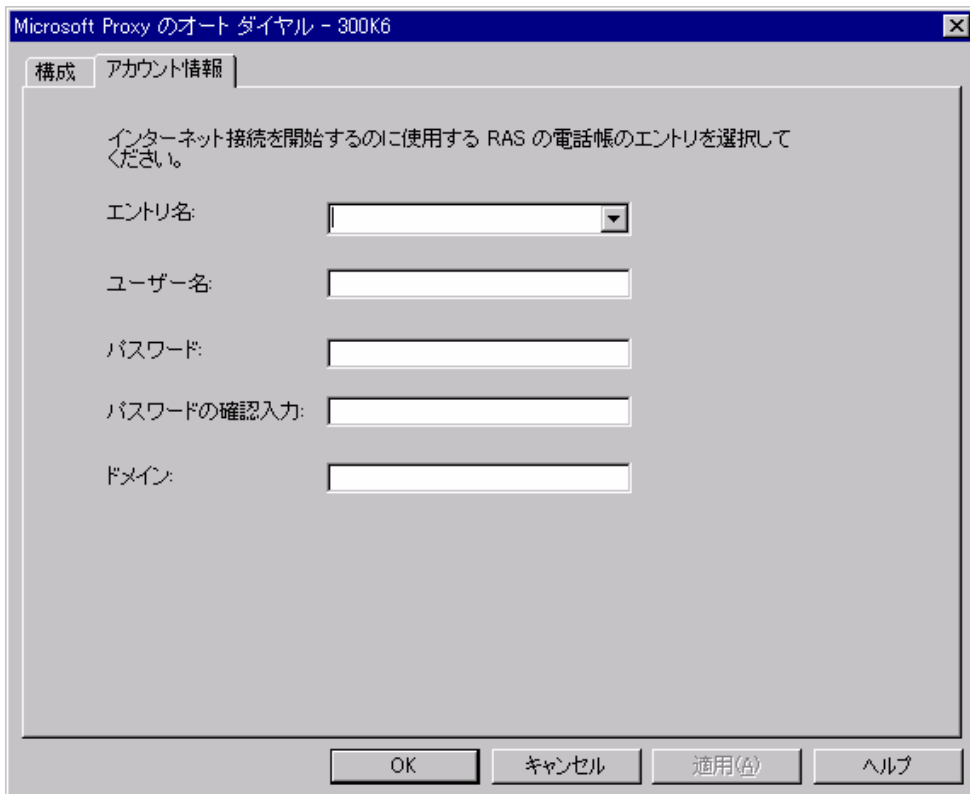 Microsoft Proxy のオート ダイヤル - 300K6
構成
アカウント情報
インターネット接続を開始するのに使用する RAS の電話帳のエントリを選択して
ください。
エントリ名:
ユーザー名:
パスワード:
パスワードの確認入力:
ドメイン:
OK
キャンセル
適用(A)
ヘルプ